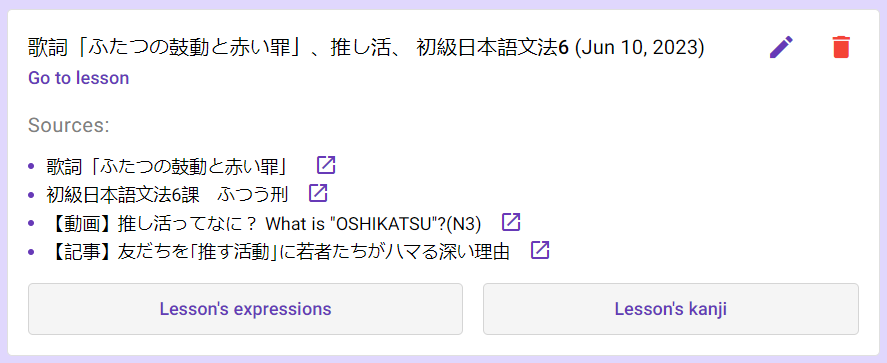 歌詞「ふたつの鼓動と赤い罪」、推し活、 初級日本語文法6 (Jun 10, 2023)
Go to lesson
Sources:
歌詞「ふたつの鼓動と赤い罪」
初級日本語文法6課　ふつう刑
【動画】推し活ってなに？ What is "OSHIKATSU"?(N3)
【記事】友だちを｢推す活動｣に若者たちがハマる深い理由
Lesson's expressions
Lesson's kanji